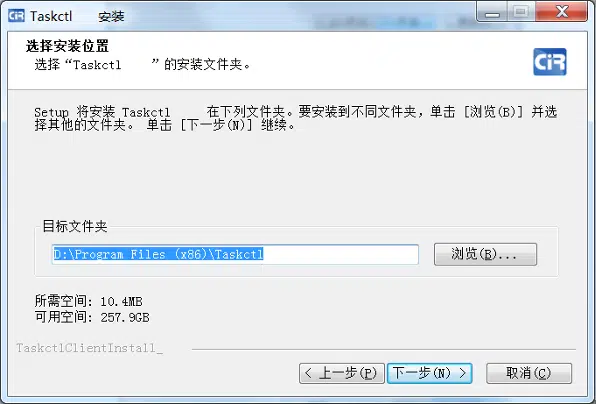 CiR Taskctl 安装
选择安装位置
选择“Taskctl ”的安装文件夹。
CiR
Setup 将安装 Taskctl 在下列文件夹。要安装到不同文件夹，单击 [浏览(B)] 并选
择其他的文件夹。 单击 [下一步(N)] 继续。
目标文件夹
D:\Program Files (x86)\Taskctl
浏览(B)...
所需空间: 10.4MB
可用空间: 257.9GB
TaskctlClientInstall_
< 上一步(P)
下一步(N) >
取消(C)